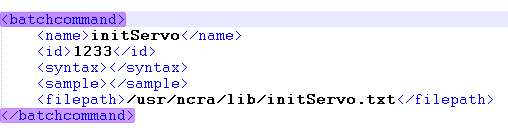 <batchcommand>
<name>initServo</name>
<id>1233</id>
<syntax></syntax>
<sample></sample>
<filepath>/usr/ncra/lib/initServo.txt</filepath>
</batchcommand>